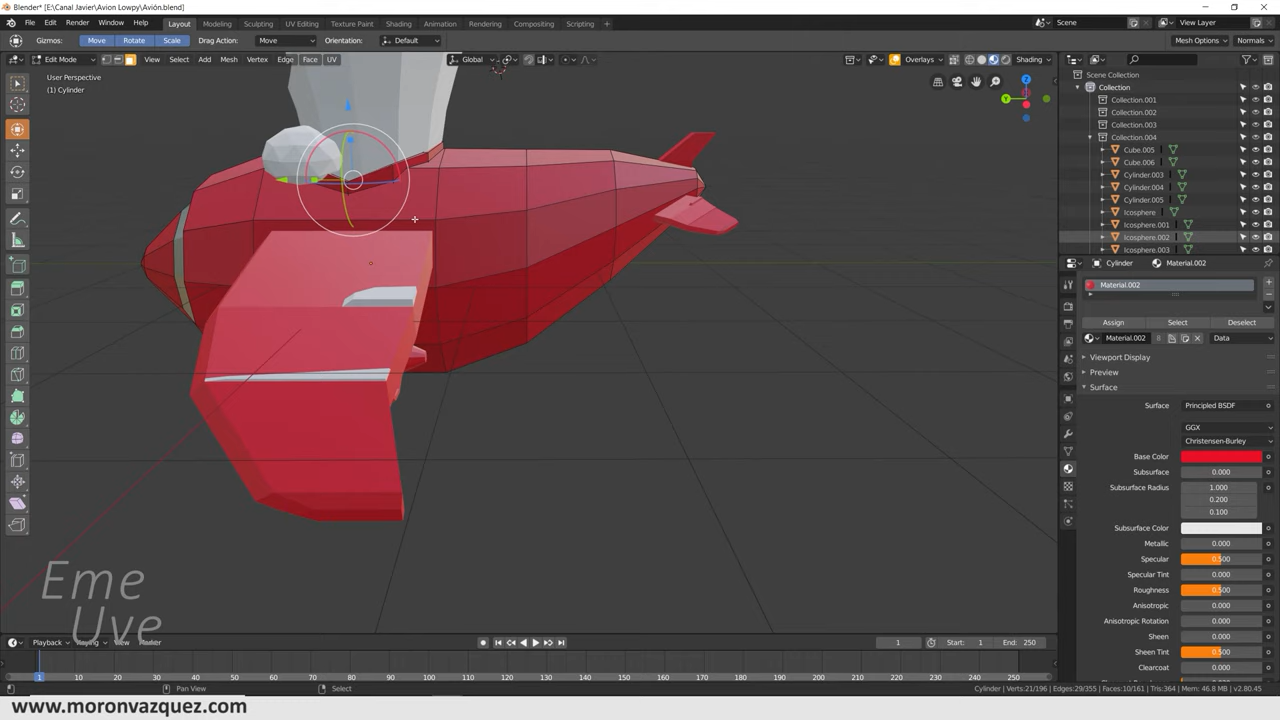 Blender* [E:\Canal Javier\Avion Lowpy\Avión.blend]
File Edit Render Window Help Layout Modeling Sculpting UV Editing Texture Paint Shading Animation Rendering Compositing Scripting + Scene View Layer
Gizmos: Move Rotate Scale Drag Action: Move Orientation: Default Mesh Options Normals
Edit Mode View Select Add Mesh Vertex Edge Face UV Global Overlays Shading
User Perspective
(1) Cylinder
Z
Y
Scene Collection
Collection
Collection.001
Collection.002
Collection.003
Collection.004
Cube.005
Cube.006
Cylinder.003
Cylinder.004
Cylinder.005
Icosphere
Icosphere.001
Icosphere.002
Icosphere.003
Cylinder Material.002
Material.002
Assign Select Deselect
Material.002 8 Data
Viewport Display
Preview
Surface
Surface Principled BSDF
GGX
Christensen-Burley
Base Color
Subsurface 0.000
Subsurface Radius 1.000
0.200
0.100
Subsurface Color
Metallic 0.000
Specular 0.500
Specular Tint 0.000
Roughness 0.500
Anisotropic 0.000
Anisotropic Rotation 0.000
Sheen 0.000
Sheen Tint 0.500
Clearcoat 0.000
Eme
Uve
Playback Keying View Marker 1 Start: 1 End: 250
1 10 20 30 40 50 60 70 80 90 100 110 120 130 140 150 160 170 180 190 200 210 220 230 240 250
Pan View Select Cylinder | Verts:21/196 | Edges:29/355 | Faces:10/161 | Tris:364 | Mem: 46.8 MB | v2.80.45
www.moronvazquez.com